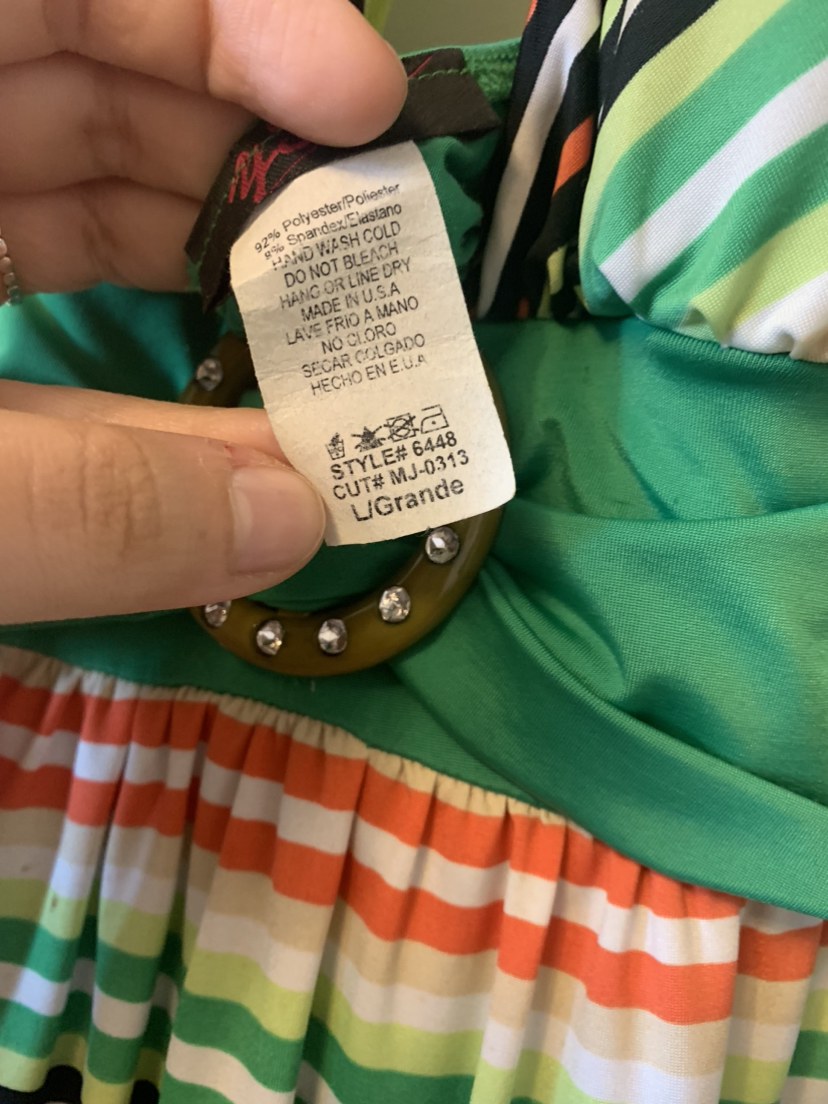 92% Polyester/Poliester
8% Spandex/Elastano
HAND WASH COLD
DO NOT BLEACH
HANG OR LINE DRY
MADE IN U.S.A
LAVE FRIO A MANO
NO CLORO
SECAR COLGADO
HECHO EN E.U.A
STYLE# 6448
CUT# MJ-0313
L/Grande